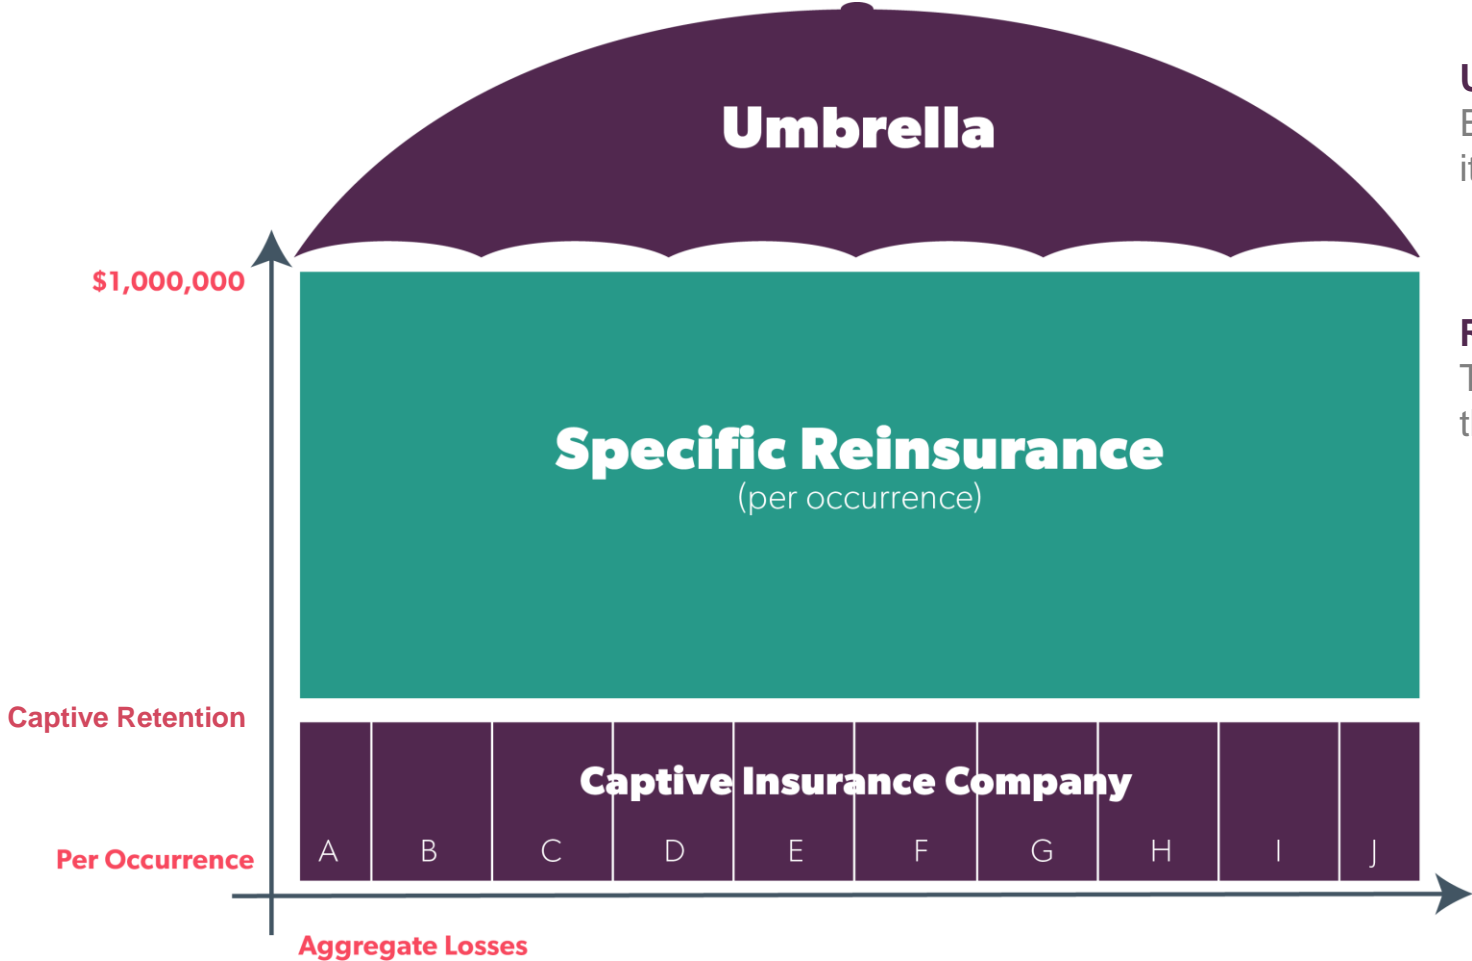 Umbrella
$1,000,000
Specific Reinsurance
(per occurrence)
Captive Retention
Captive Insurance Company
Per Occurrence
A B C D E F G H I J
Aggregate Losses